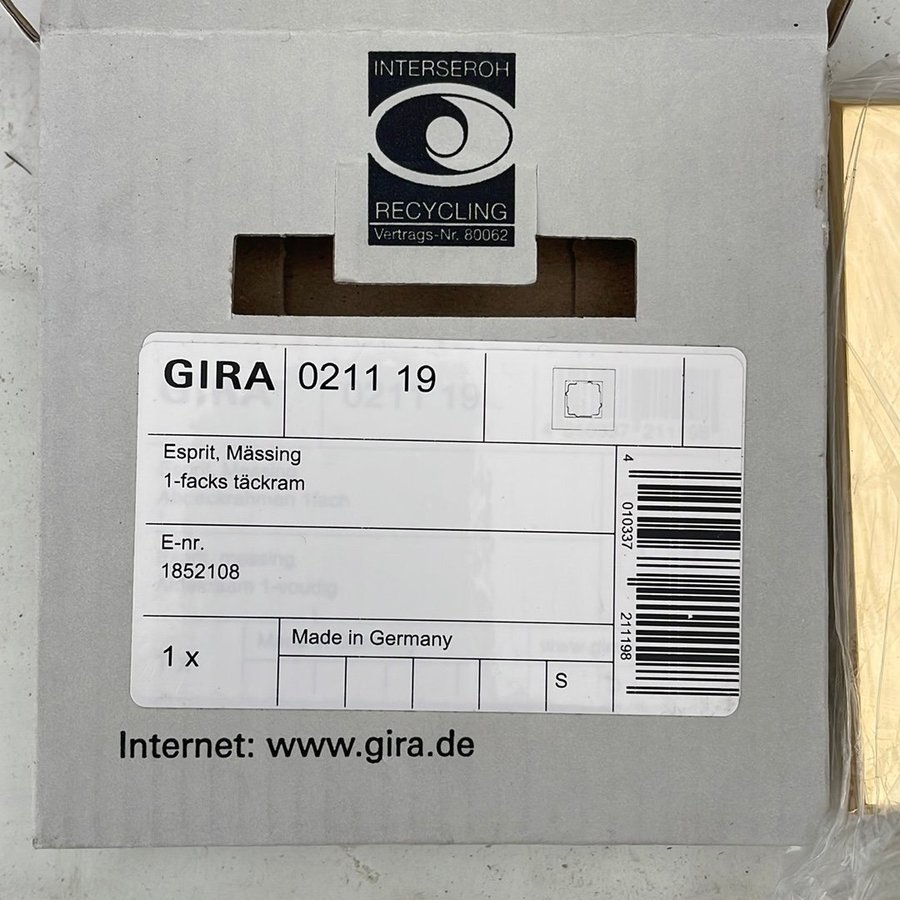 INTERSEROH
RECYCLING
Vertrags-Nr. 80062
GIRA
0211 19
Esprit, Mässing
1-facks täckram
E-nr.
1852108
1 x
Made in Germany
S
4 010337 211198
Internet: www.gira.de